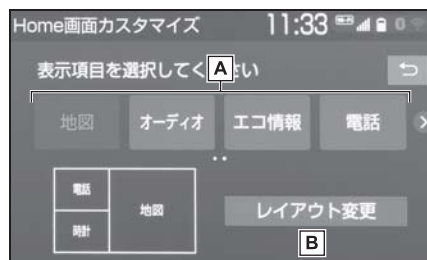 Home画面カスタマイズ 11:33
A
表示項目を選択してく さい
地図 オーディオ エコ情報 電話
電話
地図
時計
レイアウト変更
B